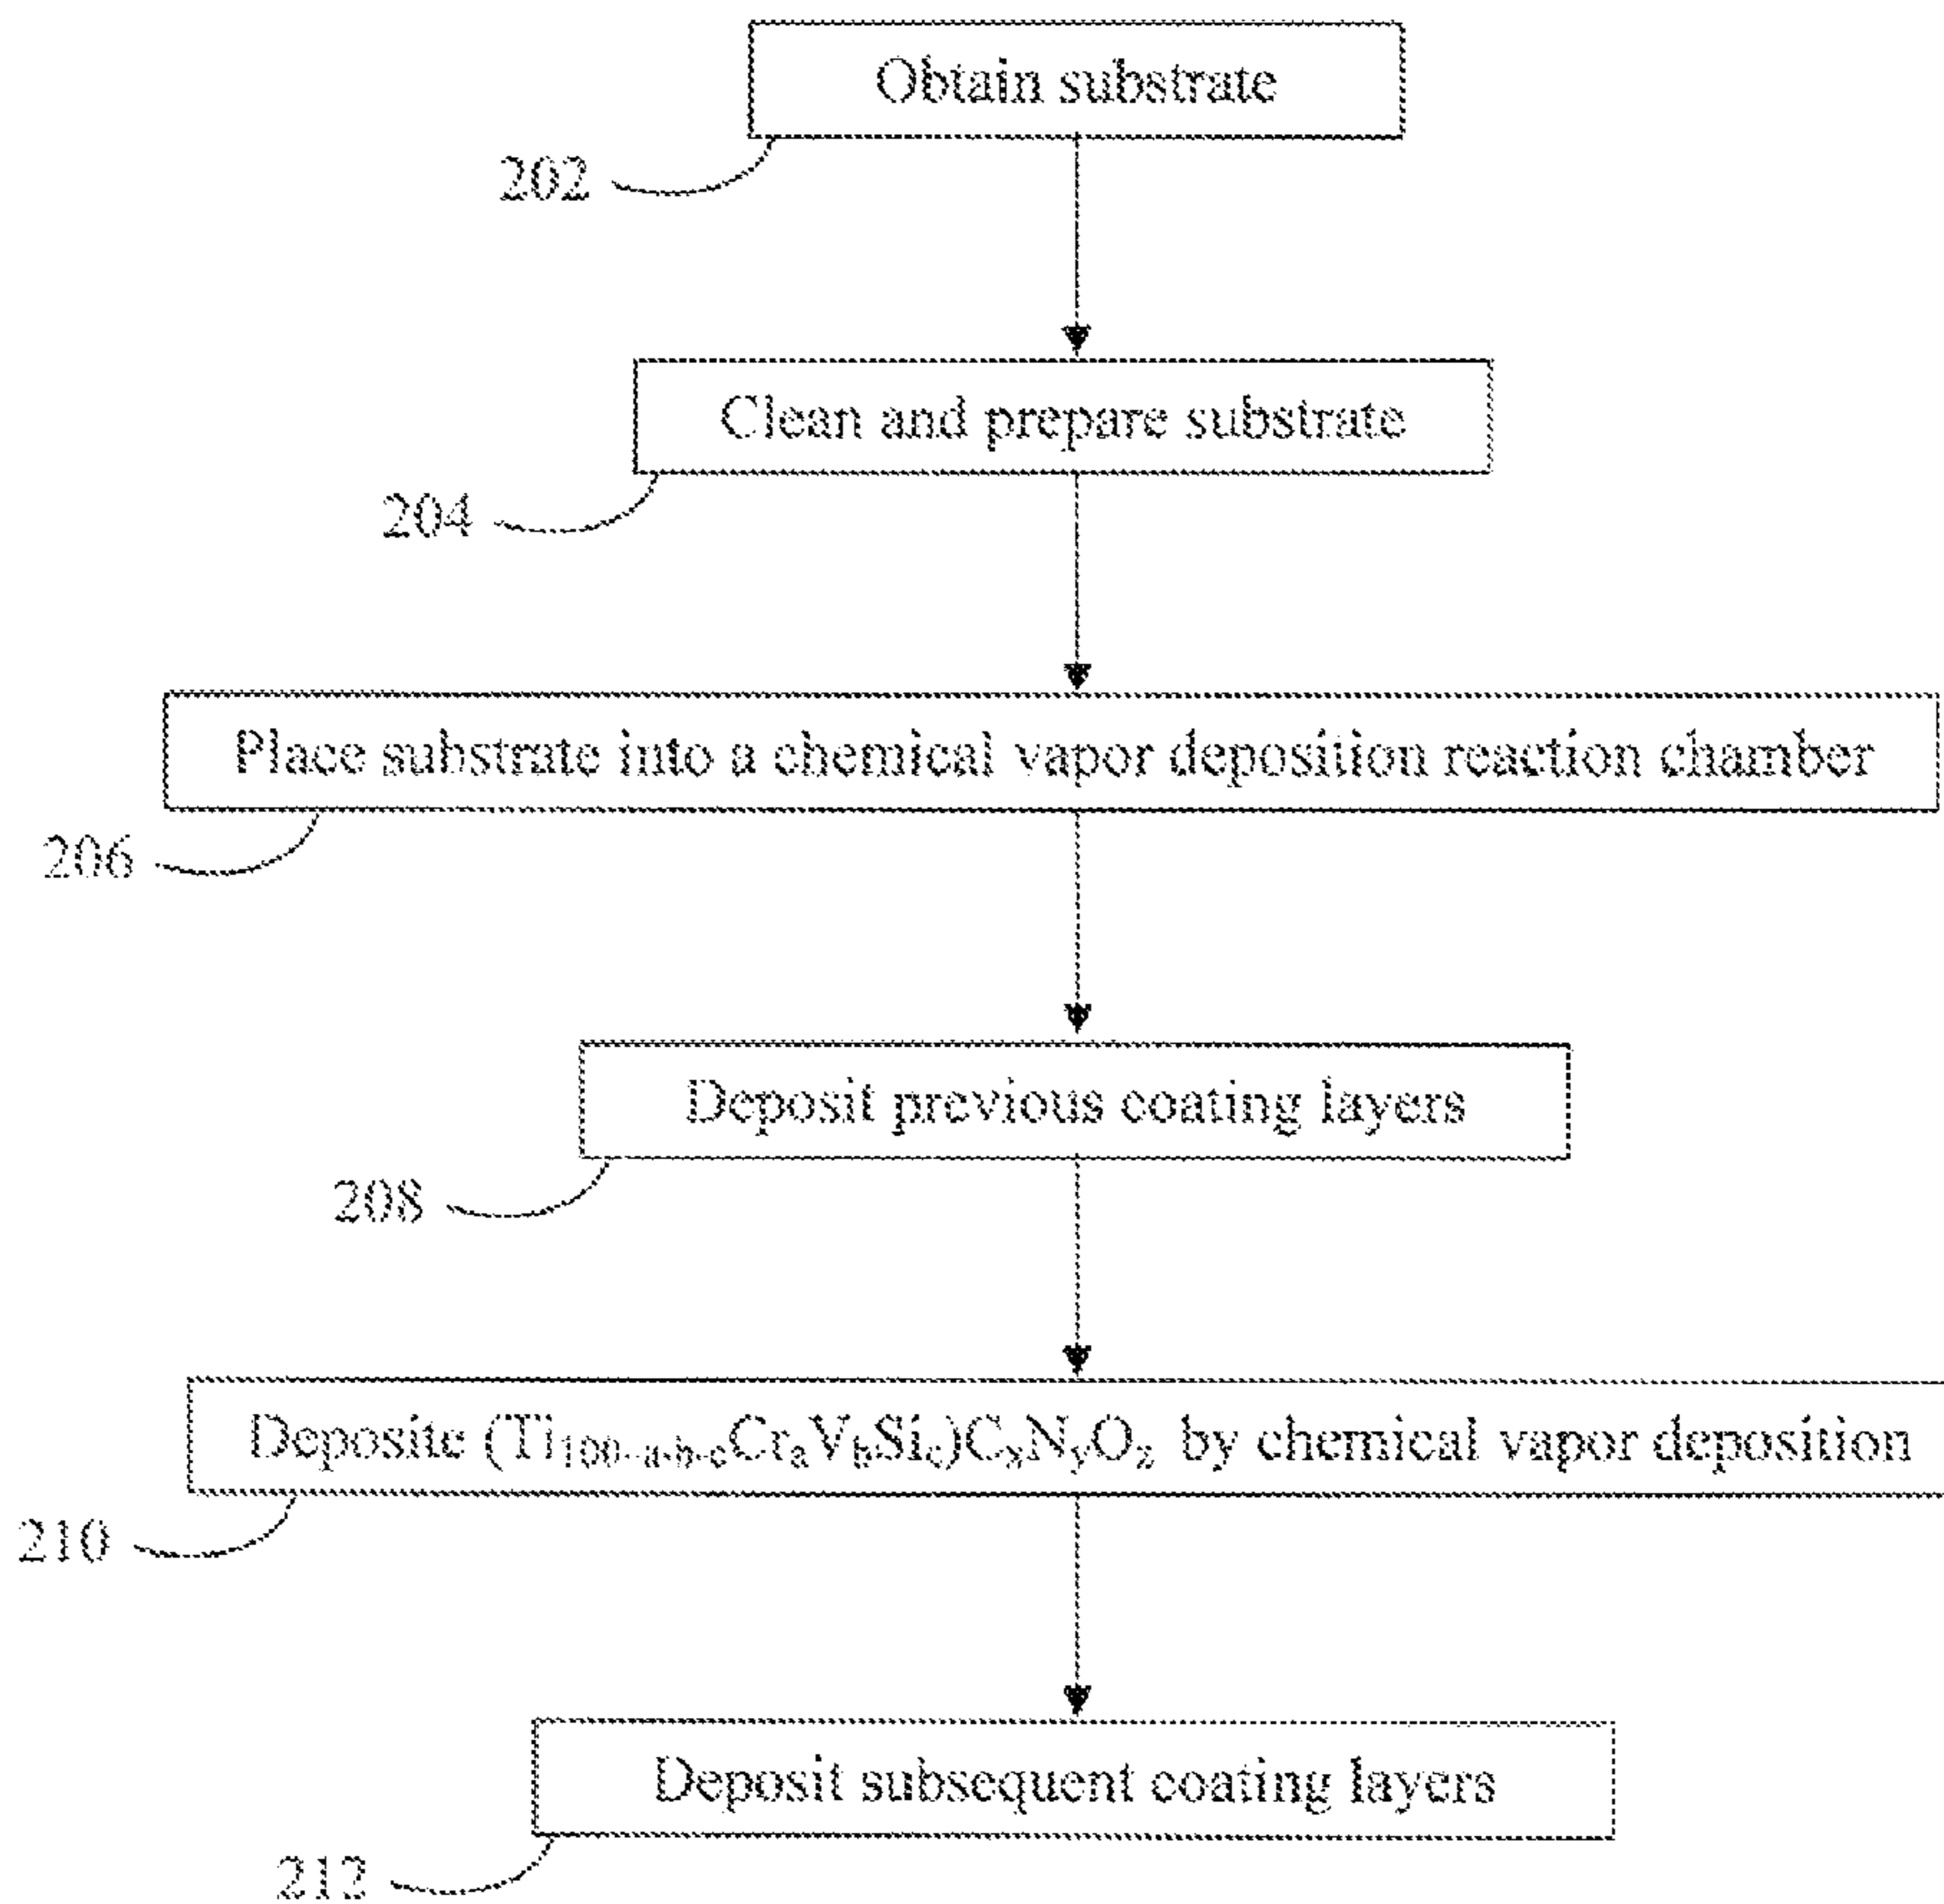 Obtain substrate
202
Clean and prepare substrate
204
Place substrate into a chemical vapor deposition reaction chamber
206
Deposit previous coating layers
208
Deposite (Ti₁₀₀₋ₐ₋b₋cCrₐVbSic)CₓNyOz by chemical vapor deposition
210
Deposit subsequent coating layers
212